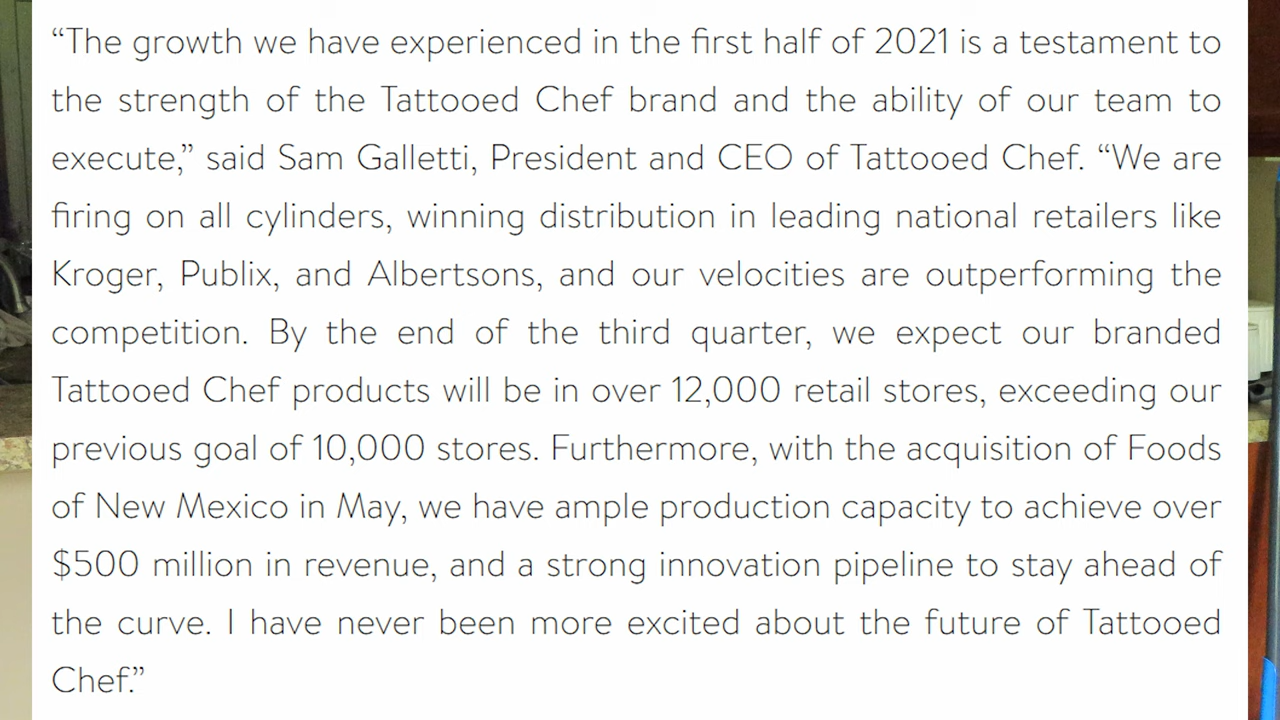 “The growth we have experienced in the first half of 2021 is a testament to
the strength of the Tattooed Chef brand and the ability of our team to
execute,” said Sam Galletti, President and CEO of Tattooed Chef. “We are
firing on all cylinders, winning distribution in leading national retailers like
Kroger, Publix, and Albertsons, and our velocities are outperforming the
competition. By the end of the third quarter, we expect our branded
Tattooed Chef products will be in over 12,000 retail stores, exceeding our
previous goal of 10,000 stores. Furthermore, with the acquisition of Foods
of New Mexico in May, we have ample production capacity to achieve over
$500 million in revenue, and a strong innovation pipeline to stay ahead of
the curve. I have never been more excited about the future of Tattooed
Chef.”